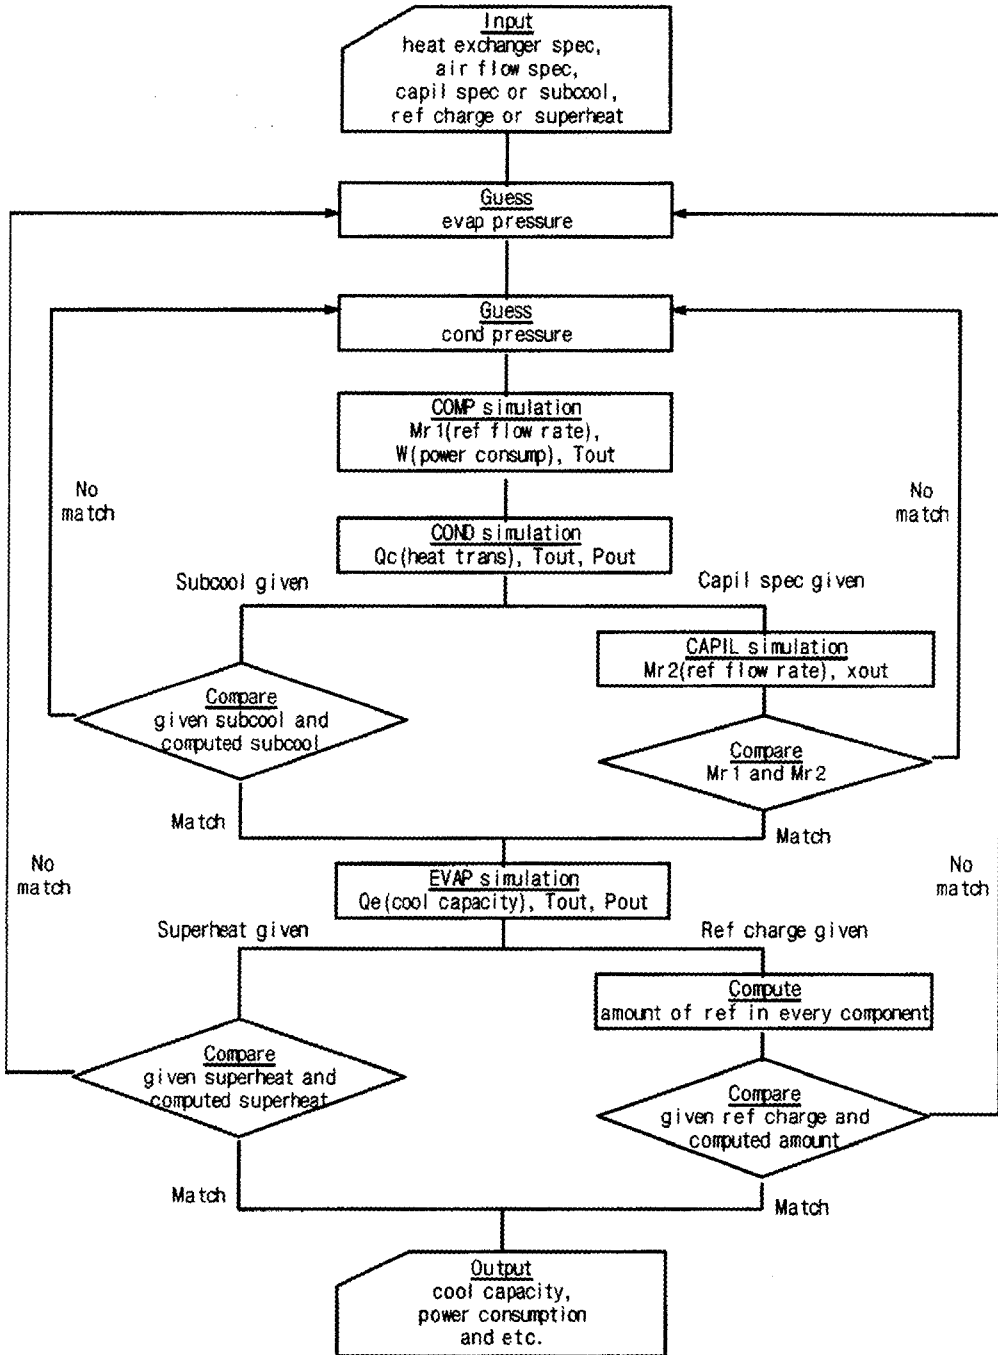 Input
heat exchanger spec,
air flow spec,
capil spec or subcool,
ref charge or superheat
Guess
evap pressure
Guess
cond pressure
COMP simulation
Mr1(ref flow rate),
W(power consump), Tout
No
match
No
match
COND simulation
Qc(heat trans), Tout, Pout
Subcool given
Capil spec given
CAPIL simulation
Mr2(ref flow rate), xout
Compare
given subcool and
computed subcool
Compare
Mr1 and Mr2
Match
Match
No
match
No
match
EVAP simulation
Qe(cool capacity), Tout, Pout
Superheat given
Ref charge given
Compute
amount of ref in every component
Compare
given superheat and
computed superheat
Compare
given ref charge and
computed amount
Match
Match
Output
cool capacity,
power consumption
and etc.